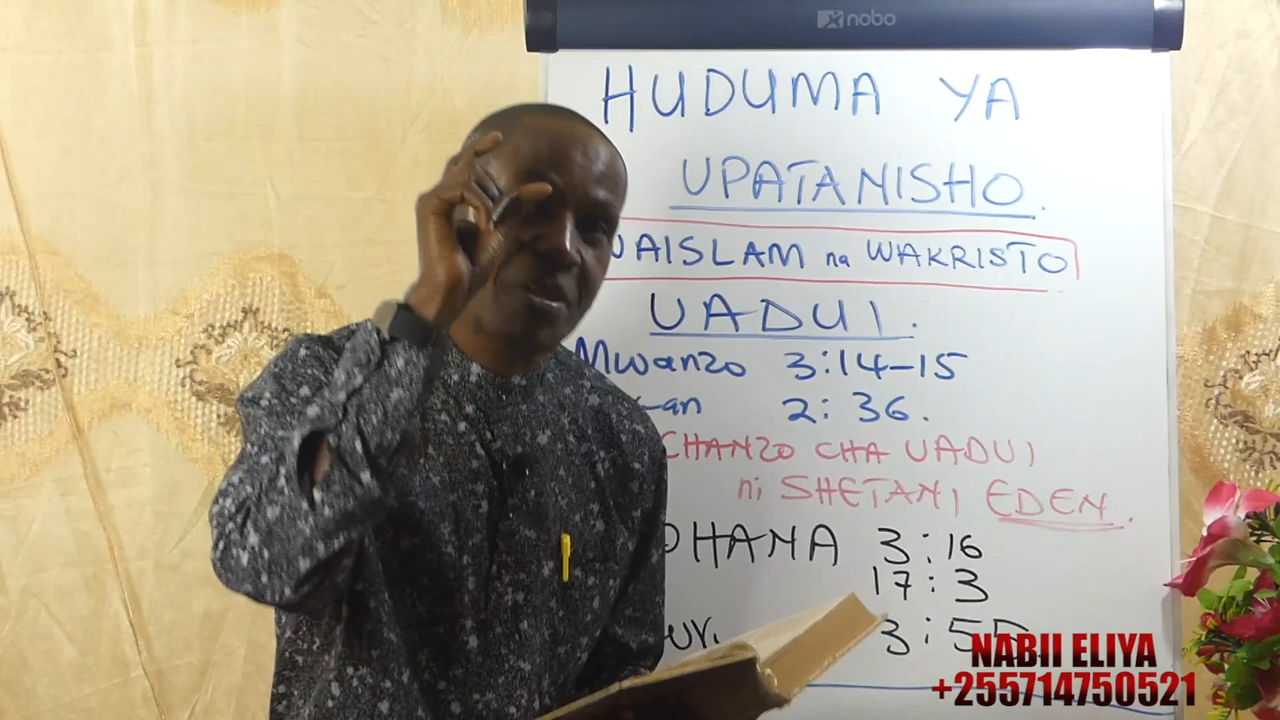 nobo
HUDUMA YA
UPATANISHO.
WAISLAM na WAKRISTO
UADUI.
Mwanzo 3:14-15
-an 2:36.
CHANZO CHA UADUI
ni SHETANI EDEN.
OHANA 3:16
17:3
3:5
NABII ELIYA
+255714750521